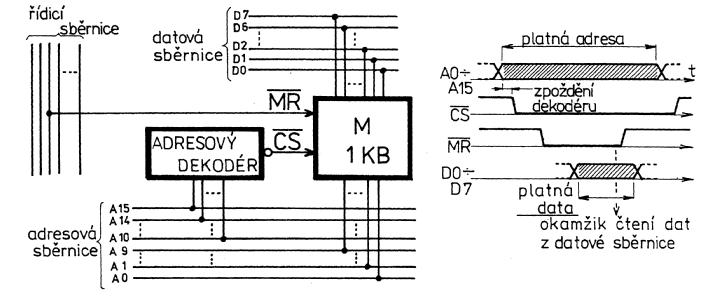 řídicí
sběrnice
datová
sběrnice
D7
D6
D2
D1
D0
MR
M
1 KB
ADRESOVÝ
DEKODÉR
CS
adresová
sběrnice
A15
A14
A10
A9
A1
A0
platná adresa
A0÷
A15
t
zpoždění
dekodéru
CS
MR
D0÷
D7
platná
data
okamžik čtení dat
z datové sběrnice